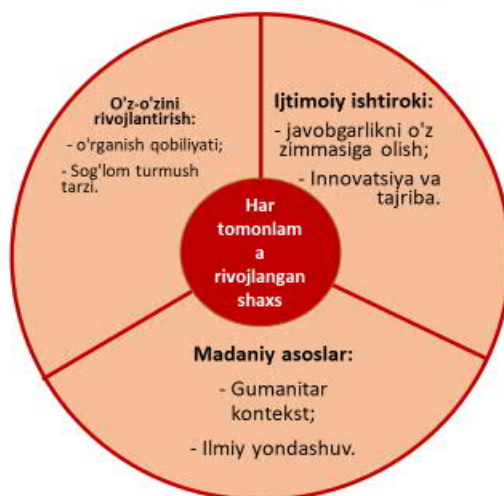 O'z-o'zini
rivojlantirish:
- o'rganish qobiliyati;
- Sog'lom turmush
tarzi.
Ijtimoiy ishtiroki:
- javobgarlikni o'z
zimmasiga olish;
- Innovatsiya va
tajriba.
Har
tomonlam
a
rivojlangan
shaxs
Madaniy asoslar:
- Gumanitar
kontekst;
- Ilmiy yondashuv.